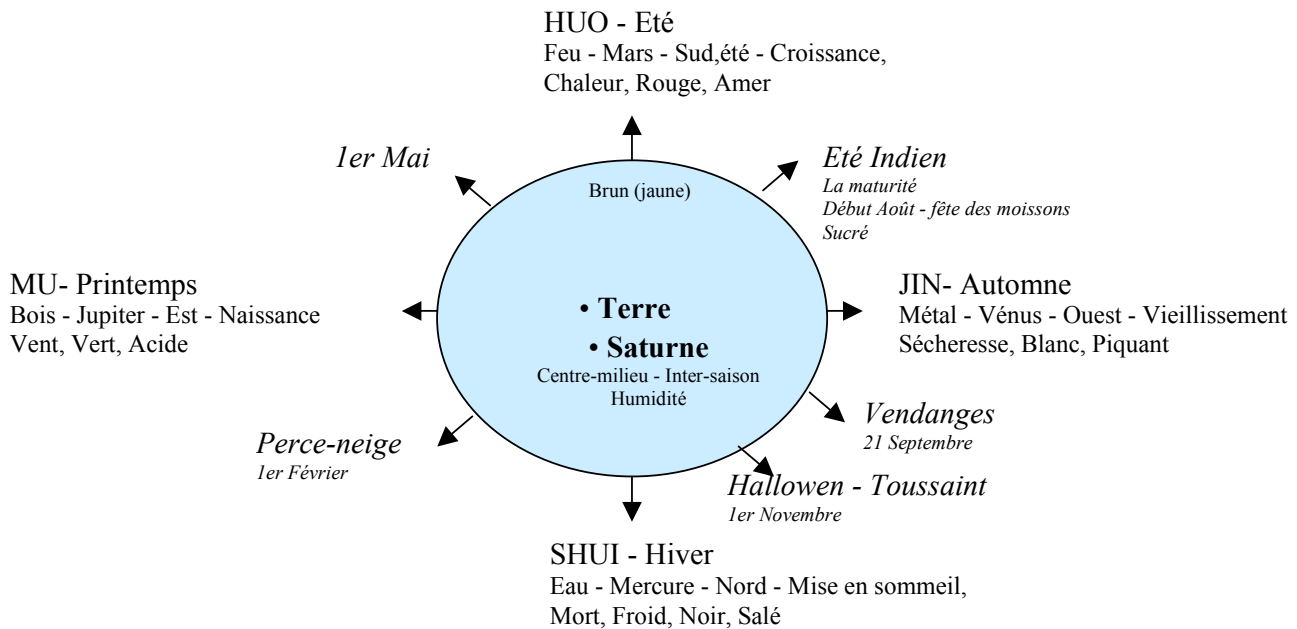 HUO - Eté
Feu - Mars - Sud,été - Croissance,
Chaleur, Rouge, Amer
1er Mai
Eté Indien
La maturité
Début Août - fête des moissons
Sucré
Brun (jaune)
MU- Printemps
Bois - Jupiter - Est - Naissance
Vent, Vert, Acide
• Terre
• Saturne
Centre-milieu - Inter-saison
Humidité
JIN- Automne
Métal - Vénus - Ouest - Vieillissement
Sécheresse, Blanc, Piquant
Perce-neige
1er Février
Vendanges
21 Septembre
Hallowen - Toussaint
1er Novembre
SHUI - Hiver
Eau - Mercure - Nord - Mise en sommeil,
Mort, Froid, Noir, Salé